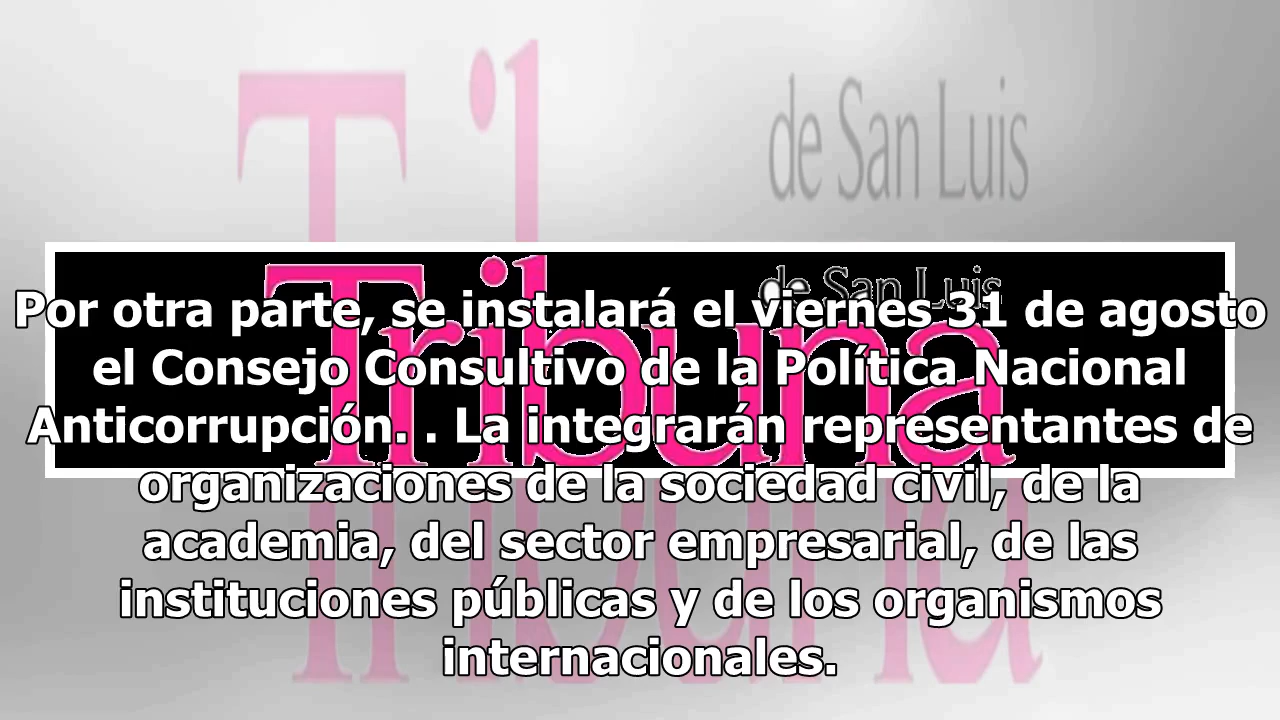 de San Luis
Tribuna
de San Luis
Tribuna
Por otra parte, se instalará el viernes 31 de agosto
el Consejo Consultivo de la Política Nacional
Anticorrupción. . La integrarán representantes de
organizaciones de la sociedad civil, de la
academia, del sector empresarial, de las
instituciones públicas y de los organismos
internacionales.